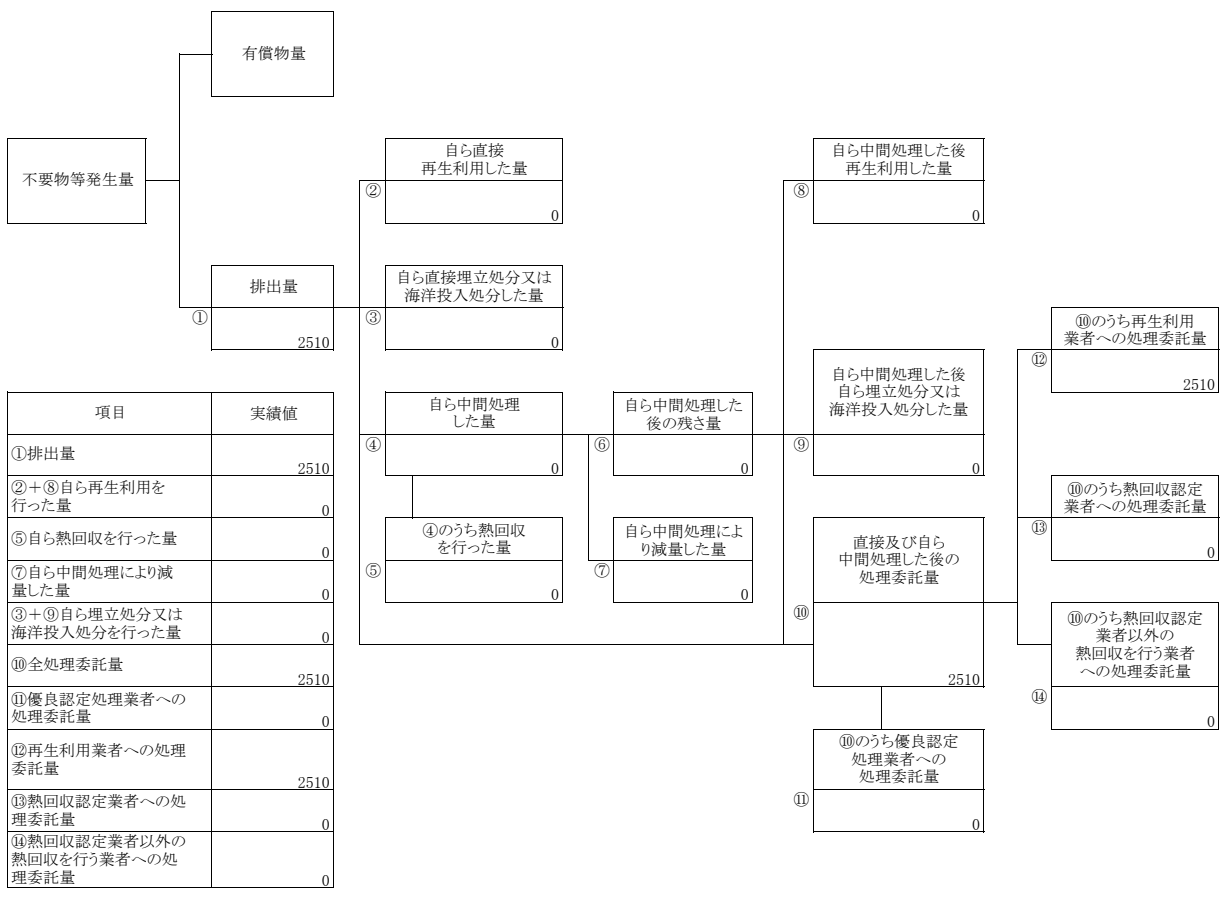 有償物量
不要物等発生量
自ら直接
再生利用した量
②
0
自ら中間処理した後
再生利用した量
⑧
0
排出量
①
2510
自ら直接埋立処分又は
海洋投入処分した量
③
0
⑩のうち再生利用
業者への処理委託量
⑫
2510
自ら中間処理
した量
④
0
自ら中間処理した
後の残さ量
⑥
0
自ら中間処理した後
自ら埋立処分又は
海洋投入処分した量
⑨
0
④のうち熱回収
を行った量
⑤
0
自ら中間処理によ
り減量した量
⑦
0
直接及び自ら
中間処理した後の
処理委託量
⑩
2510
⑩のうち熱回収認定
業者への処理委託量
⑬
0
⑩のうち熱回収認定
業者以外の
熱回収を行う業者
への処理委託量
⑭
0
⑩のうち優良認定
処理業者への
処理委託量
⑪
0
項目 実績値
①排出量
2510
②+⑧自ら再生利用を
行った量
0
⑤自ら熱回収を行った量
0
⑦自ら中間処理により減
量した量
0
③+⑨自ら埋立処分又は
海洋投入処分を行った量
0
⑩全処理委託量
2510
⑪優良認定処理業者への
処理委託量
0
⑫再生利用業者への処理
委託量
2510
⑬熱回収認定業者への処
理委託量
0
⑭熱回収認定業者以外の
熱回収を行う業者への処
理委託量
0